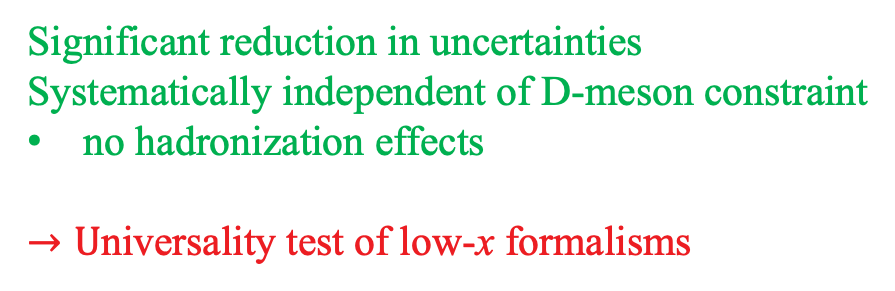 Significant reduction in uncertainties
Systematically independent of D-meson constraint
• no hadronization effects
→ Universality test of low-x formalisms